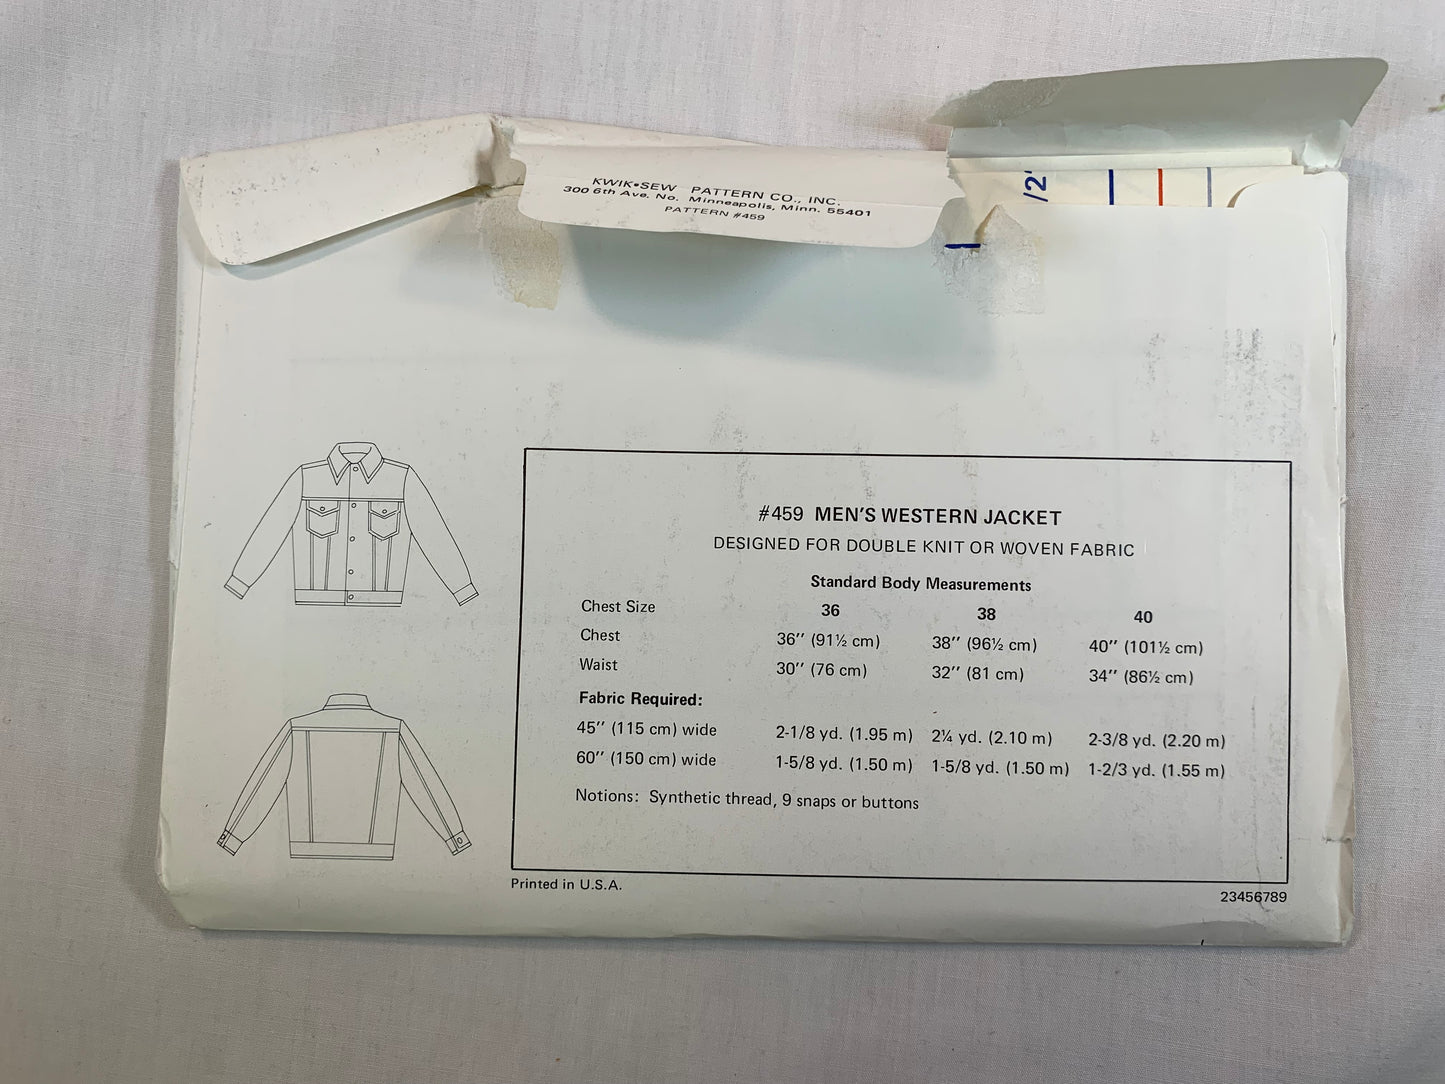 KWIK•SEW PATTERN CO., INC.
300 6th Ave. No. Minneapolis, Minn. 55401
PATTERN #459
/2"
#459 MEN'S WESTERN JACKET
DESIGNED FOR DOUBLE KNIT OR WOVEN FABRIC
Standard Body Measurements
Chest Size 36 38 40
Chest 36" (91½ cm) 38" (96½ cm) 40" (101½ cm)
Waist 30" (76 cm) 32" (81 cm) 34" (86½ cm)
Fabric Required:
45" (115 cm) wide 2-1/8 yd. (1.95 m) 2¼ yd. (2.10 m) 2-3/8 yd. (2.20 m)
60" (150 cm) wide 1-5/8 yd. (1.50 m) 1-5/8 yd. (1.50 m) 1-2/3 yd. (1.55 m)
Notions: Synthetic thread, 9 snaps or buttons
Printed in U.S.A.
23456789